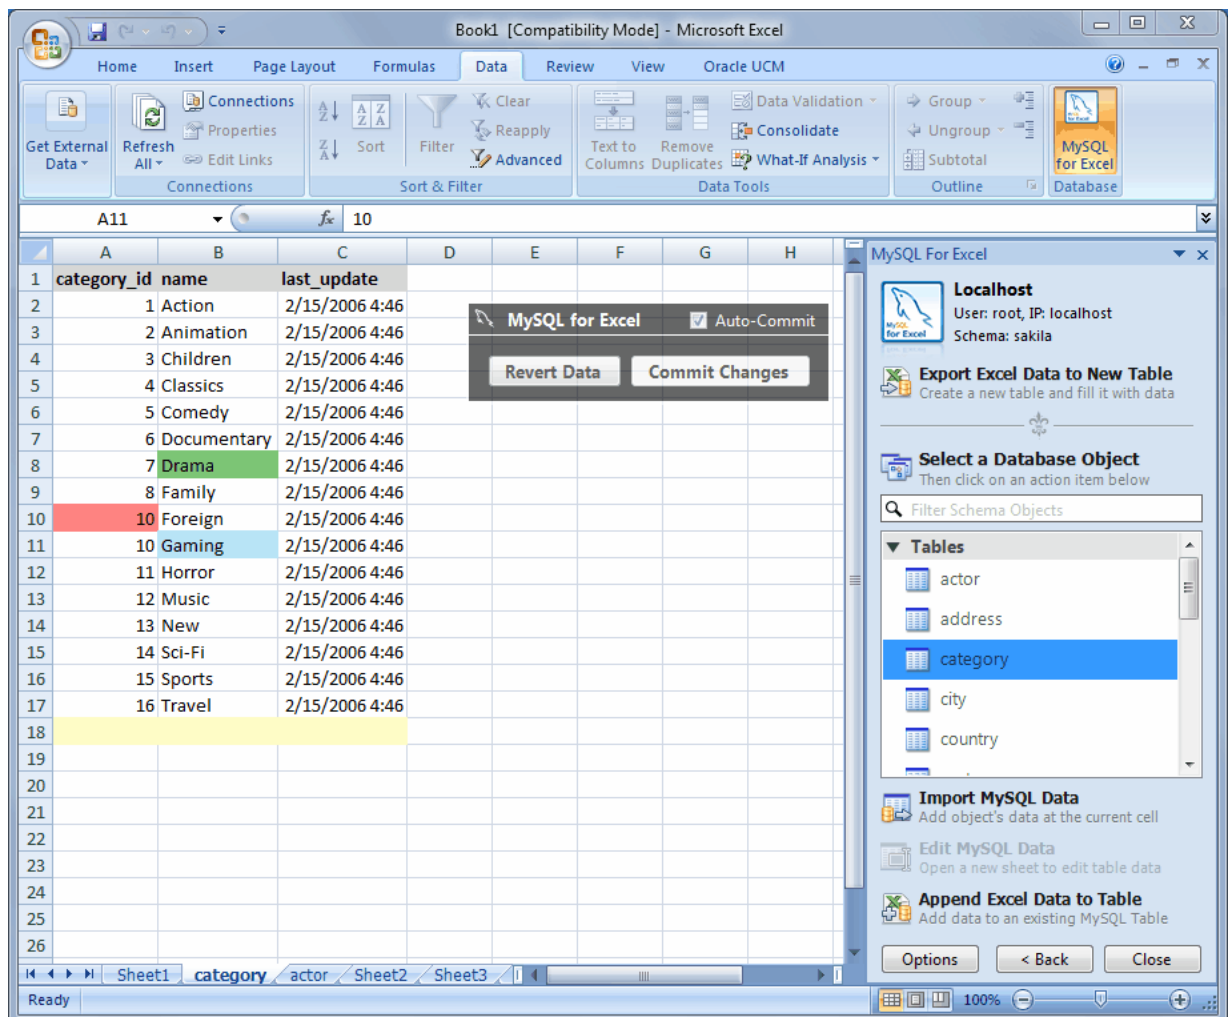 Book1 [Compatibility Mode] - Microsoft Excel
Home Insert Page Layout Formulas Data Review View Oracle UCM
Get External Data
Refresh All
Connections
Properties
Edit Links
Connections
Sort
Filter
Clear
Reapply
Advanced
Sort & Filter
Text to Columns
Remove Duplicates
Data Validation
Consolidate
What-If Analysis
Data Tools
Group
Ungroup
Subtotal
Outline
MySQL for Excel
Database
A11 fx 10
A B C D E F G H
1 category_id name last_update
2 1 Action 2/15/2006 4:46
3 2 Animation 2/15/2006 4:46
4 3 Children 2/15/2006 4:46
5 4 Classics 2/15/2006 4:46
6 5 Comedy 2/15/2006 4:46
7 6 Documentary 2/15/2006 4:46
8 7 Drama 2/15/2006 4:46
9 8 Family 2/15/2006 4:46
10 10 Foreign 2/15/2006 4:46
11 10 Gaming 2/15/2006 4:46
12 11 Horror 2/15/2006 4:46
13 12 Music 2/15/2006 4:46
14 13 New 2/15/2006 4:46
15 14 Sci-Fi 2/15/2006 4:46
16 15 Sports 2/15/2006 4:46
17 16 Travel 2/15/2006 4:46
18
19
20
21
22
23
24
25
26
MySQL for Excel Auto-Commit
Revert Data Commit Changes
MySQL For Excel
Localhost
User: root, IP: localhost
Schema: sakila
Export Excel Data to New Table
Create a new table and fill it with data
Select a Database Object
Then click on an action item below
Filter Schema Objects
Tables
actor
address
category
city
country
Import MySQL Data
Add object's data at the current cell
Edit MySQL Data
Open a new sheet to edit table data
Append Excel Data to Table
Add data to an existing MySQL Table
Options < Back Close
Sheet1 category actor Sheet2 Sheet3
Ready 100%